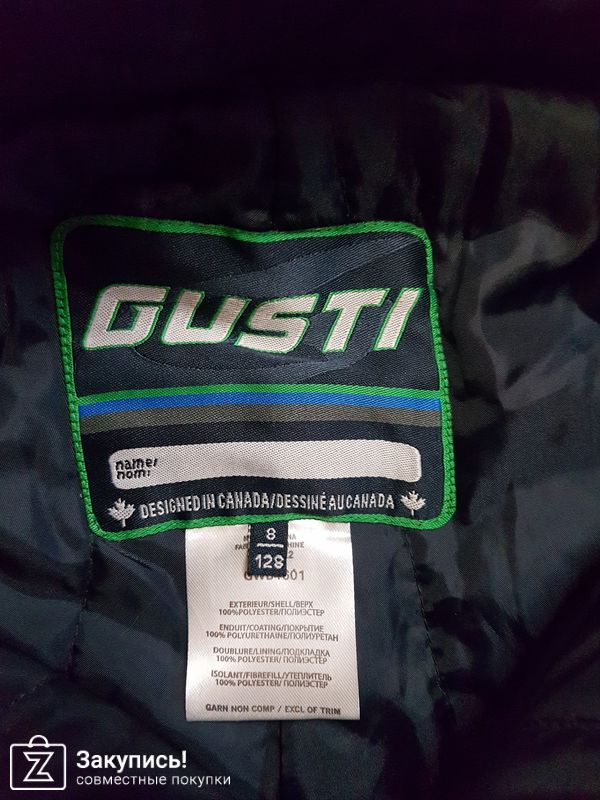 GUSTI
name/
nom:
DESIGNED IN CANADA/DESSINÉ AU CANADA
8
128
EXTERIEUR/SHELL/ВЕРХ
100%POLYESTER/ПОЛИЭСТЕР
ENDUIT/COATING/ПОКРЫТИЕ
100% POLYURETHAINE/ПОЛИУРЕТАН
DOUBLURE/LINING/ПОДКЛАДКА
100% POLYESTER/ ПОЛИЭСТЕР
ISOLANT/FIBREFILL/УТЕПЛИТЕЛЬ
100% POLYESTER/ ПОЛИЭСТЕР
GARN NON COMP / EXCL OF TRIM
Закупись!
совместные покупки